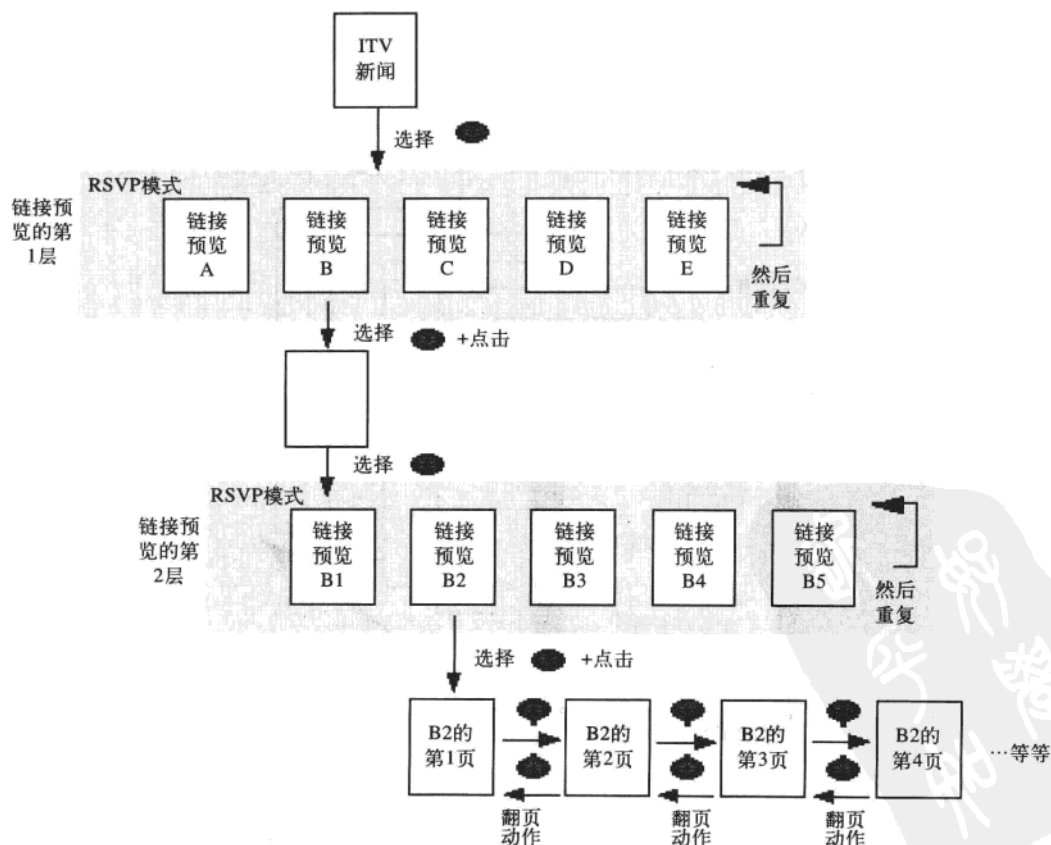 ITV
新闻
选择
RSVP模式
链接预
览的第
1层
链接
预览
A
链接
预览
B
链接
预览
C
链接
预览
D
链接
预览
E
然后
重复
选择
+点击
选择
RSVP模式
链接预
览的第
2层
链接
预览
B1
链接
预览
B2
链接
预览
B3
链接
预览
B4
链接
预览
B5
然后
重复
选择
+点击
B2的
第1页
B2的
第2页
B2的
第3页
B2的
第4页
…等等
翻页
动作
翻页
动作
翻页
动作